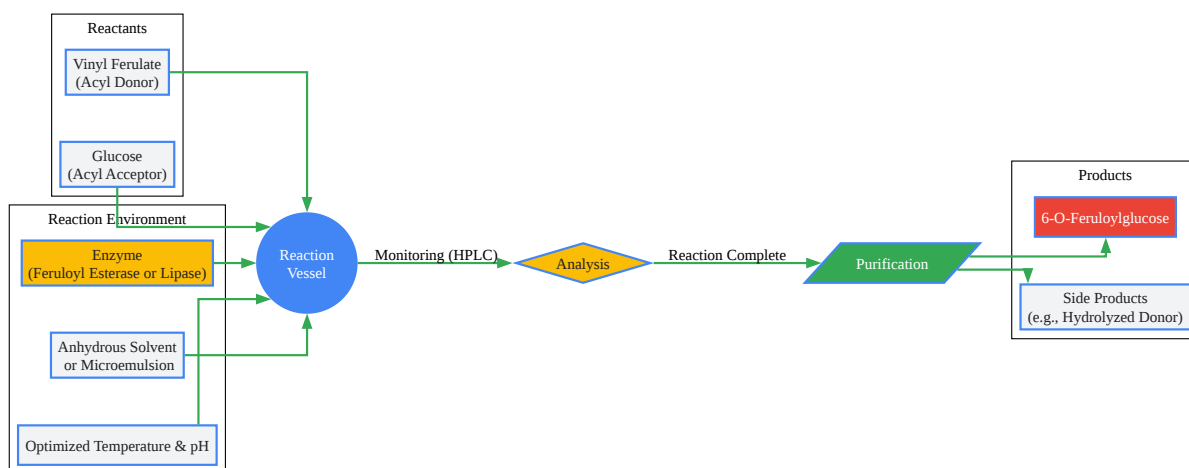 Reactants
Vinyl Ferulate
(Acyl Donor)
Glucose
(Acyl Acceptor)
Reaction Environment
Enzyme
(Feruloyl Esterase or Lipase)
Anhydrous Solvent
or Microemulsion
Optimized Temperature & pH
Reaction
Vessel
Monitoring (HPLC)
Analysis
Reaction Complete
Purification
Products
6-O-Feruloylglucose
Side Products
(e.g., Hydrolyzed Donor)